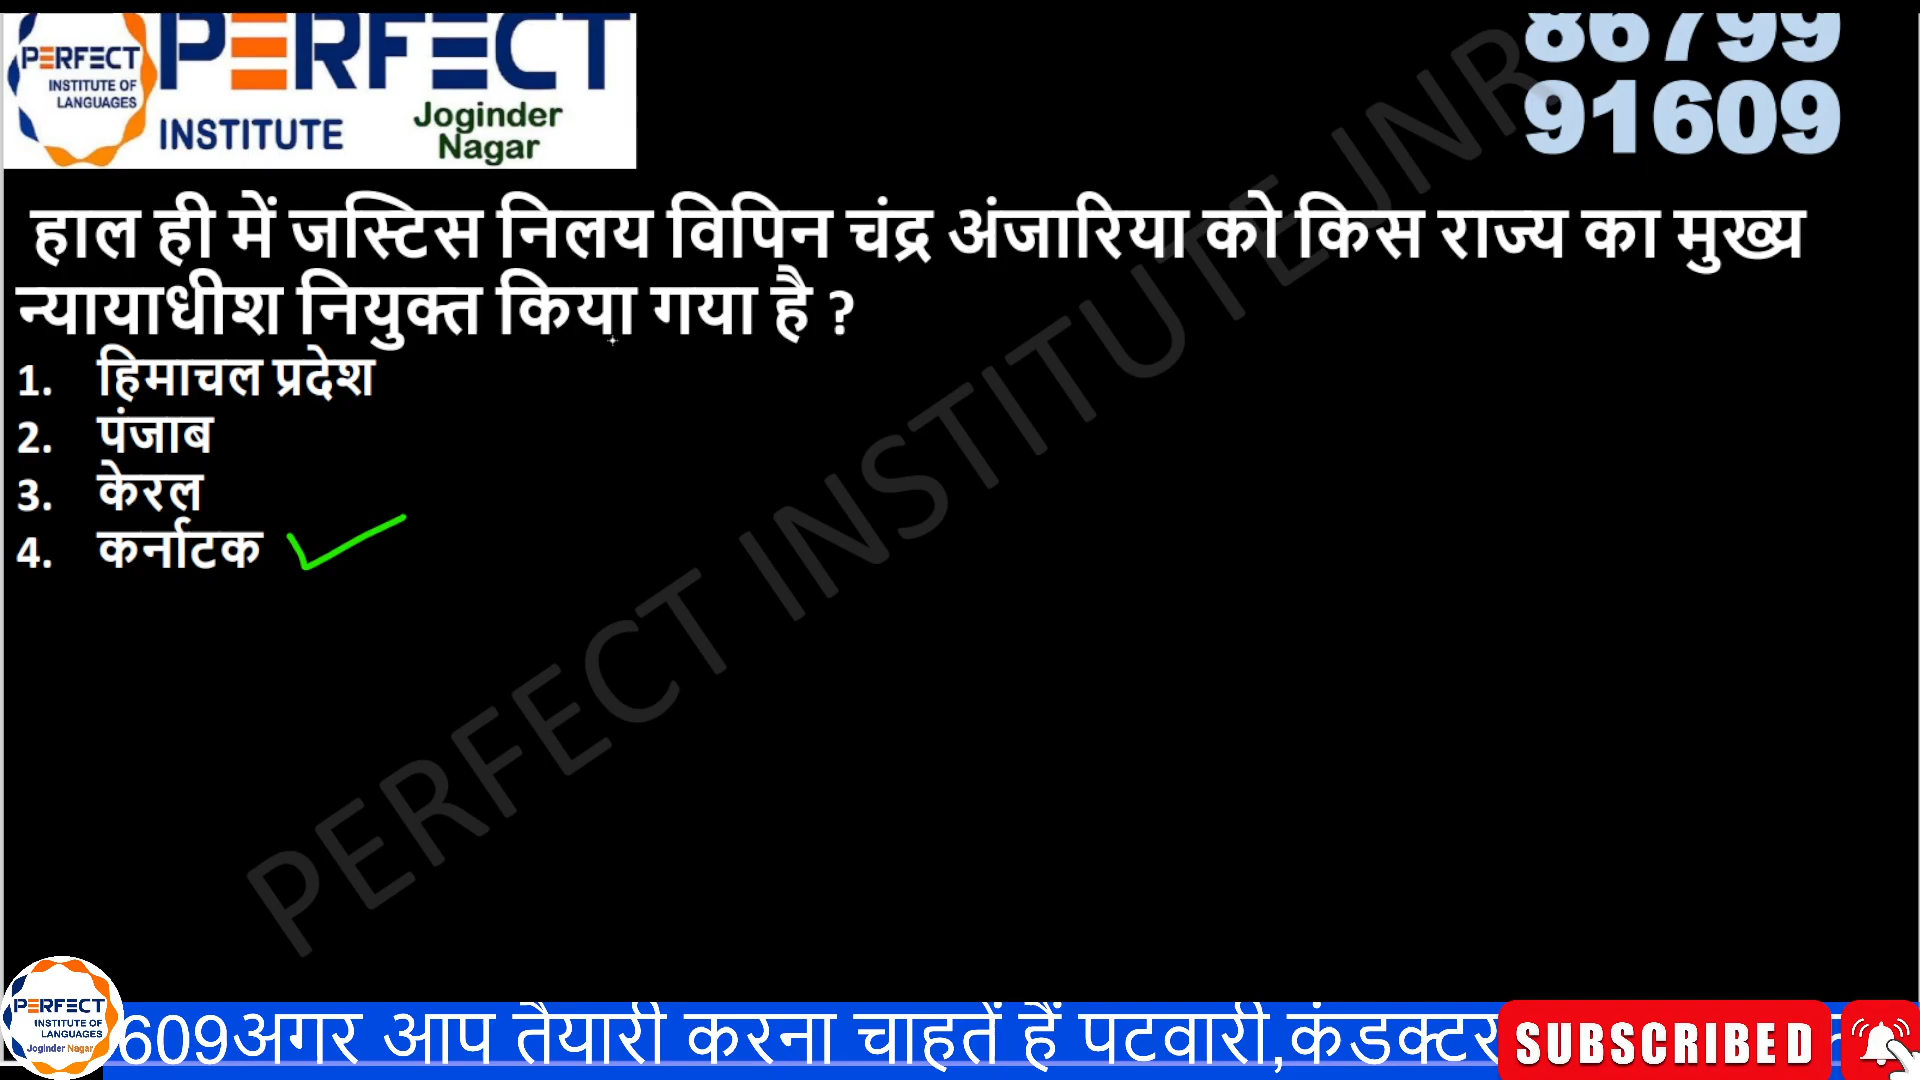 PERFECT
INSTITUTE OF
LANGUAGES
PERFECT
INSTITUTE
Joginder
Nagar
86799
91609
हाल ही में जस्टिस निलय विपिन चंद्र अंजारिया को किस राज्य का मुख्य
न्यायाधीश नियुक्त किया गया है ?
1. हिमाचल प्रदेश
2. पंजाब
3. केरल
4. कर्नाटक
PERFECT INSTITUTE JNR
PERFECT
INSTITUTE OF
LANGUAGES
Joginder Nagar
609अगर आप तैयारी करना चाहतें हैं पटवारी,कंडक्टर
SUBSCRIBED